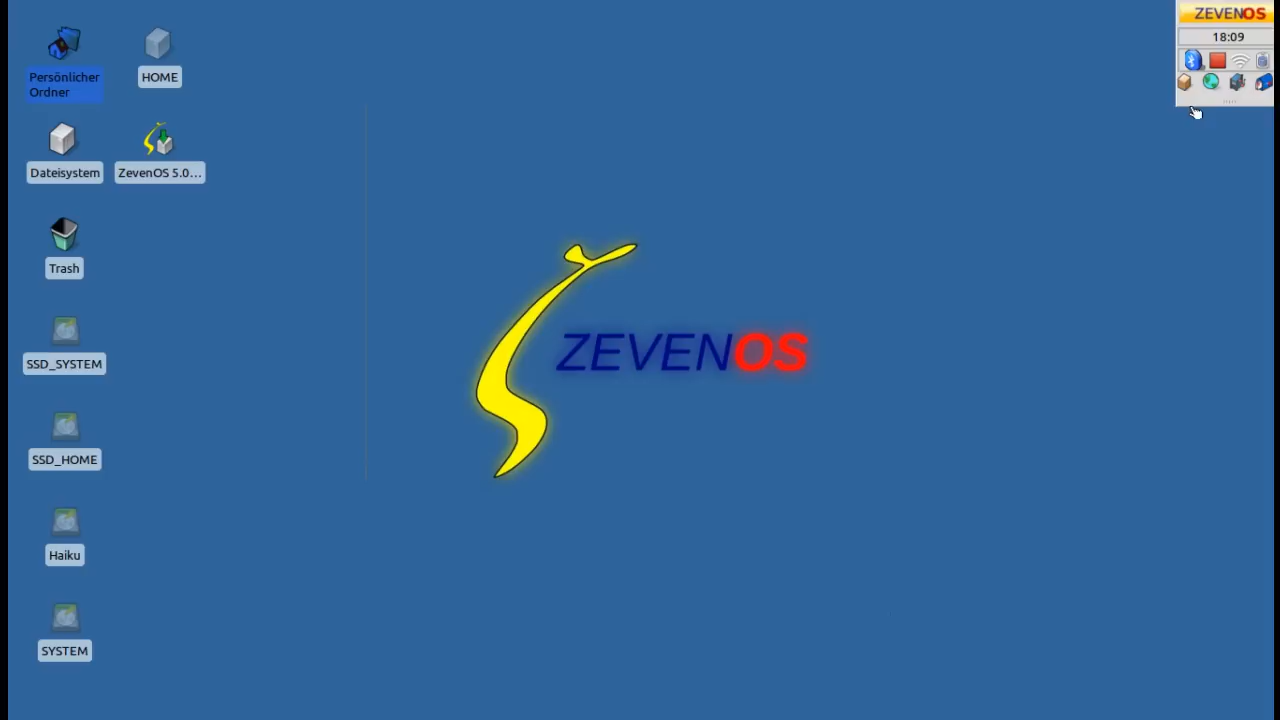 ZEVENOS
18:09
Persönlicher
Ordner
HOME
Dateisystem
ZevenOS 5.0...
Trash
SSD_SYSTEM
ZEVENOS
SSD_HOME
Haiku
SYSTEM